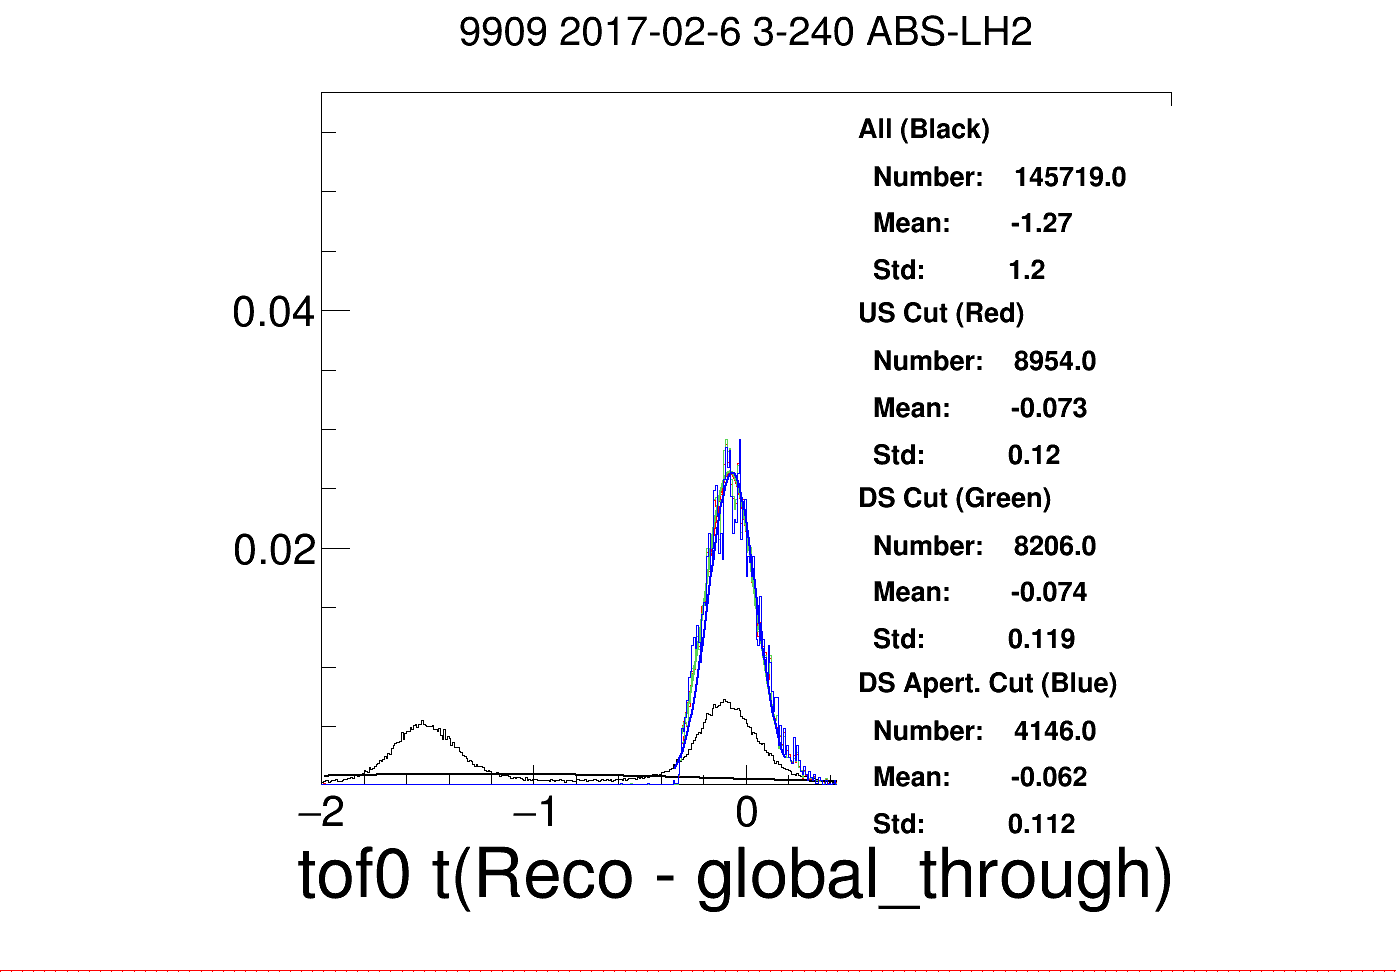 9909 2017-02-6 3-240 ABS-LH2
All (Black)
Number: 145719.0
Mean: -1.27
Std: 1.2
US Cut (Red)
Number: 8954.0
Mean: -0.073
Std: 0.12
DS Cut (Green)
Number: 8206.0
Mean: -0.074
Std: 0.119
DS Apert. Cut (Blue)
Number: 4146.0
Mean: -0.062
Std: 0.112
0.04
0.02
−2 −1 0
tof0 t(Reco - global_through)